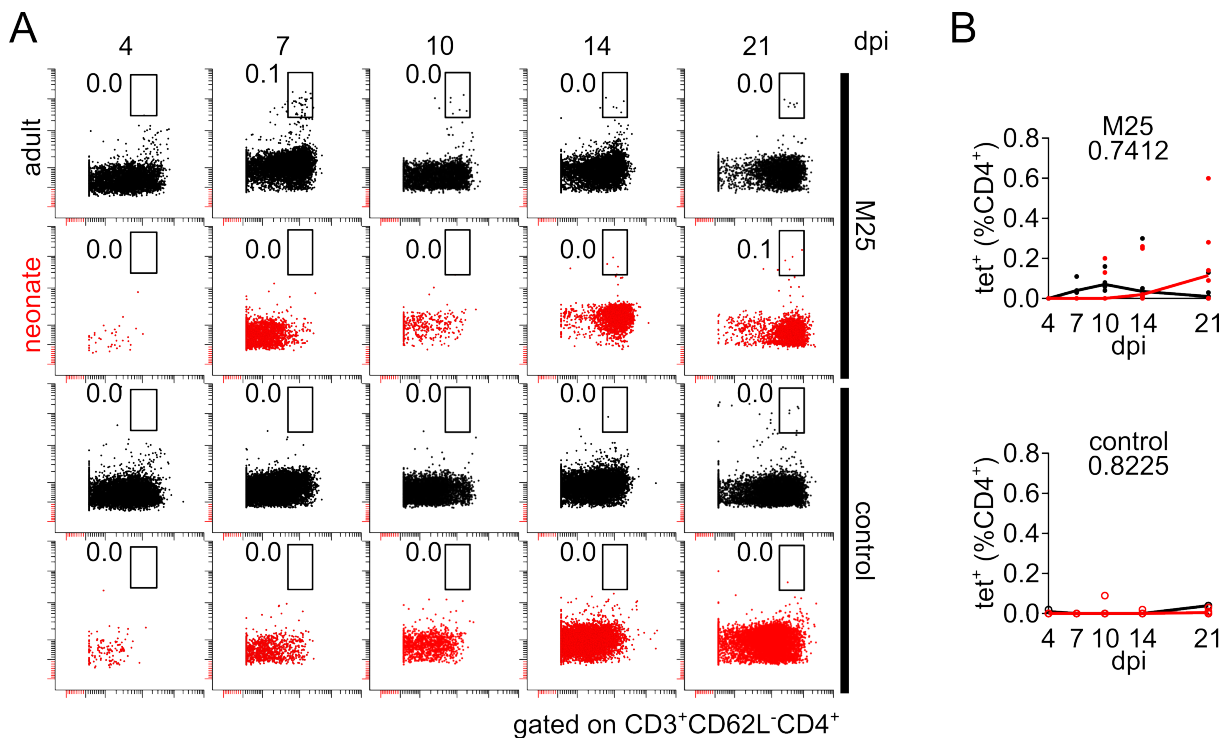 A
4 7 10 14 21 dpi
adult
0.0 0.1 0.0 0.0 0.0
neonate
0.0 0.0 0.0 0.0 0.1
M25
0.0 0.0 0.0 0.0 0.0
0.0 0.0 0.0 0.0 0.0
control
gated on CD3⁺CD62L⁻CD4⁺
B
M25
0.7412
tet⁺ (%CD4⁺)
0.8
0.6
0.4
0.2
0.0
4 7 10 14 21
dpi
control
0.8225
tet⁺ (%CD4⁺)
0.8
0.6
0.4
0.2
0.0
4 7 10 14 21
dpi